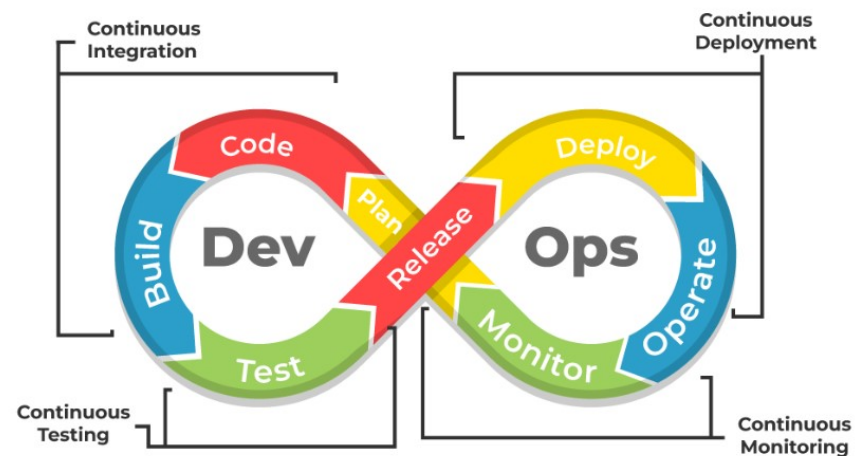 Continuous
Integration
Continuous
Deployment
Code
Plan
Build
Dev
Test
Release
Deploy
Ops
Operate
Monitor
Continuous
Testing
Continuous
Monitoring